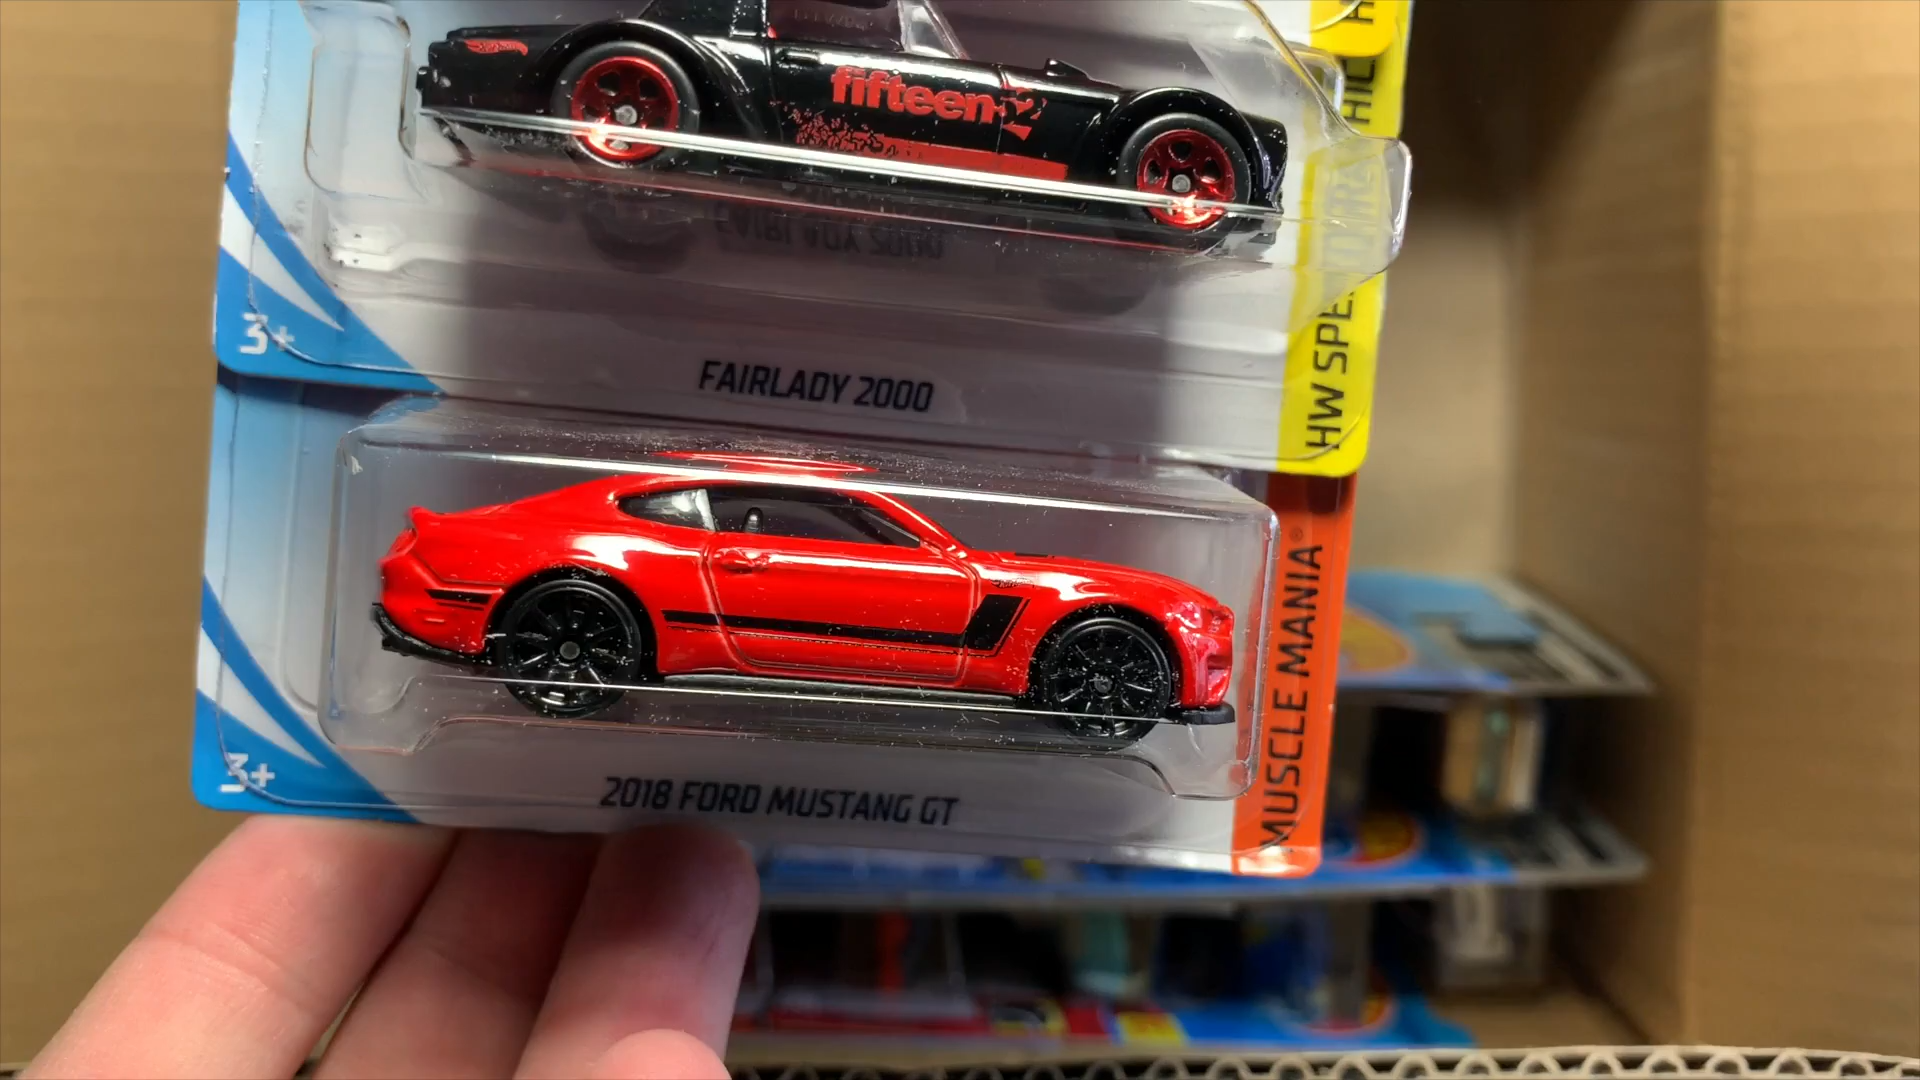 fifteen52
HW SPE
3+
FAIRLADY 2000
MUSCLE MANIA®
3+
2018 FORD MUSTANG GT